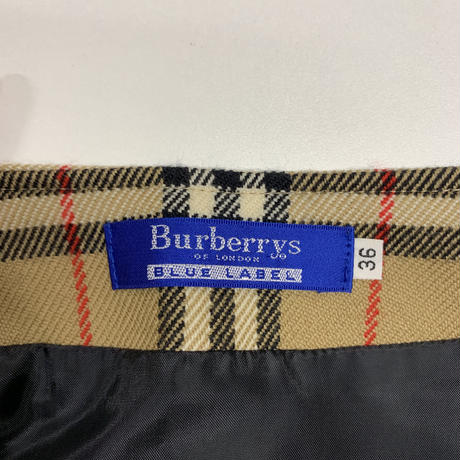 Burberrys
OF LONDON
BLUE LABEL
36